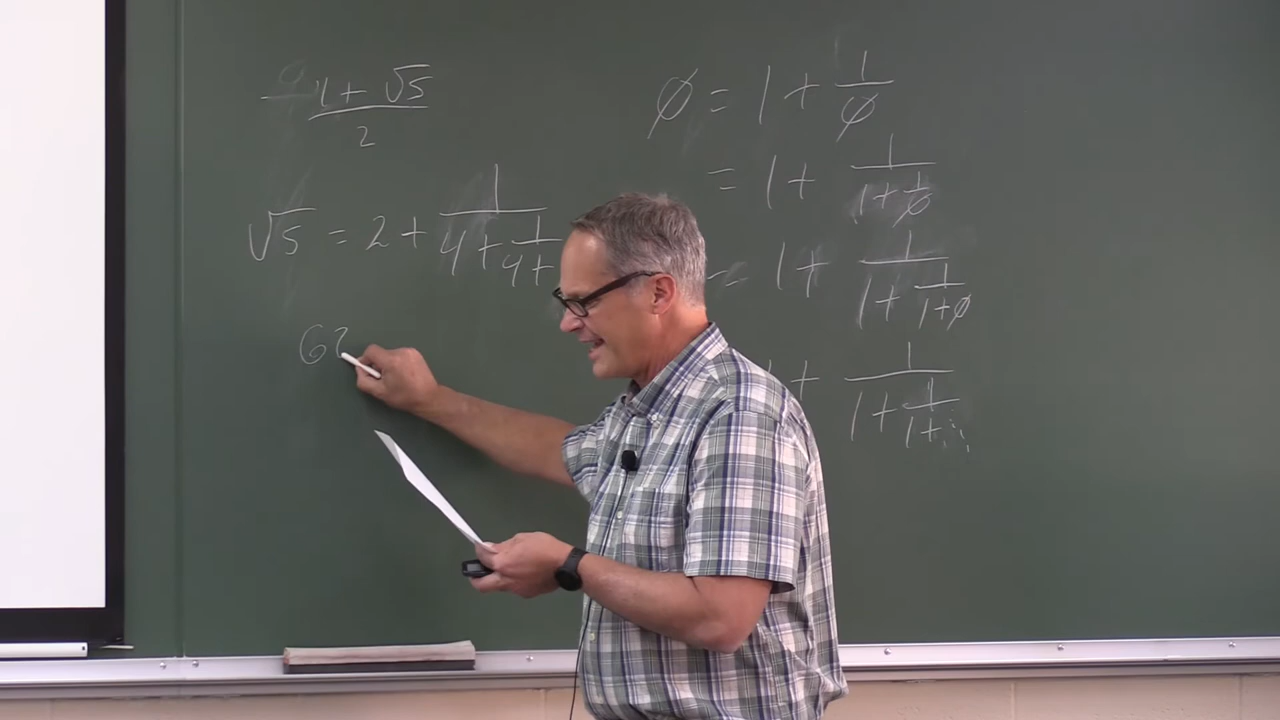 (1 + √5)/2
√5 = 2 + 1/(4 + 1/(4 +
62
φ = 1 + 1/φ
= 1 + 1/(1 + 1/φ)
= 1 + 1/(1 + 1/(1 + φ))
+ 1/(1 + 1/(1 + ⋱